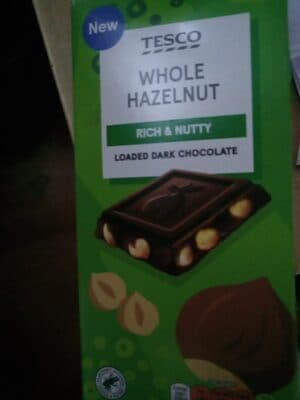 New
TESCO
WHOLE
HAZELNUT
RICH & NUTTY
LOADED DARK CHOCOLATE